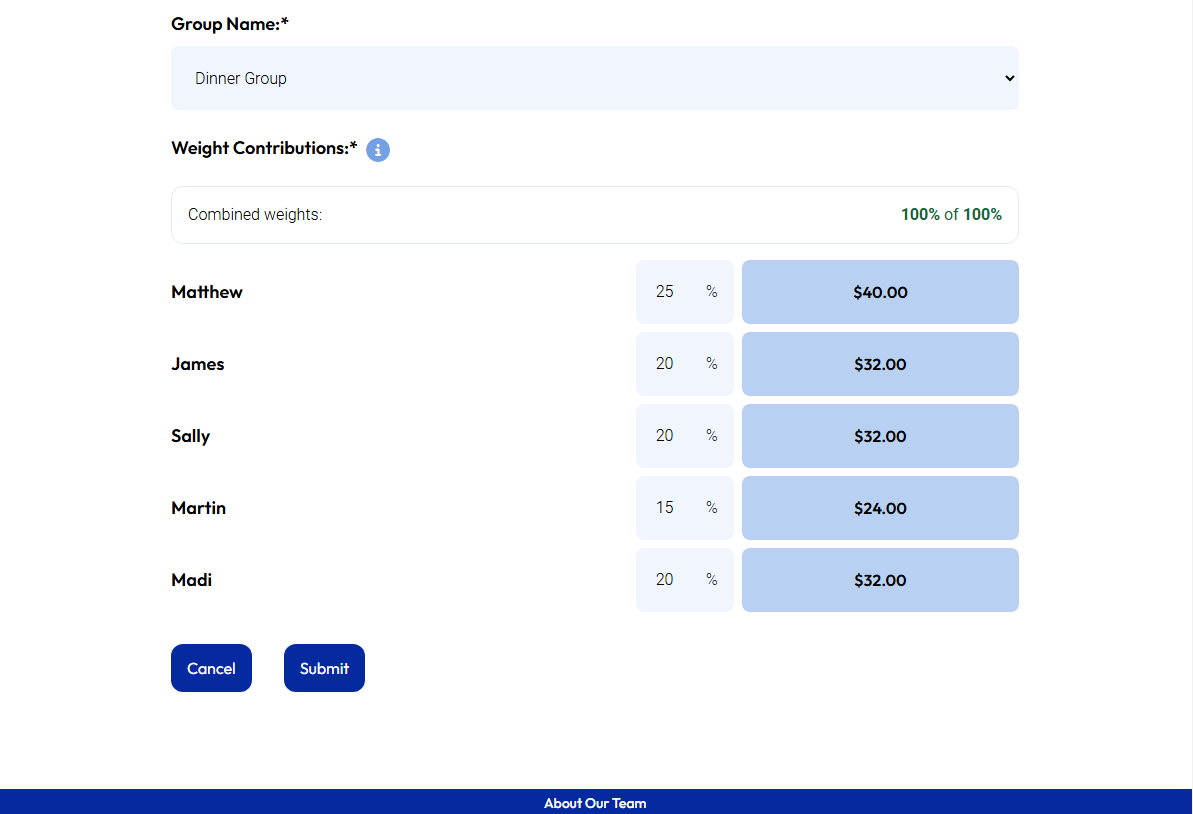 Group Name:*
Dinner Group
Weight Contributions:* i
Combined weights: 100% of 100%
Matthew 25 % $40.00
James 20 % $32.00
Sally 20 % $32.00
Martin 15 % $24.00
Madi 20 % $32.00
Cancel Submit
About Our Team